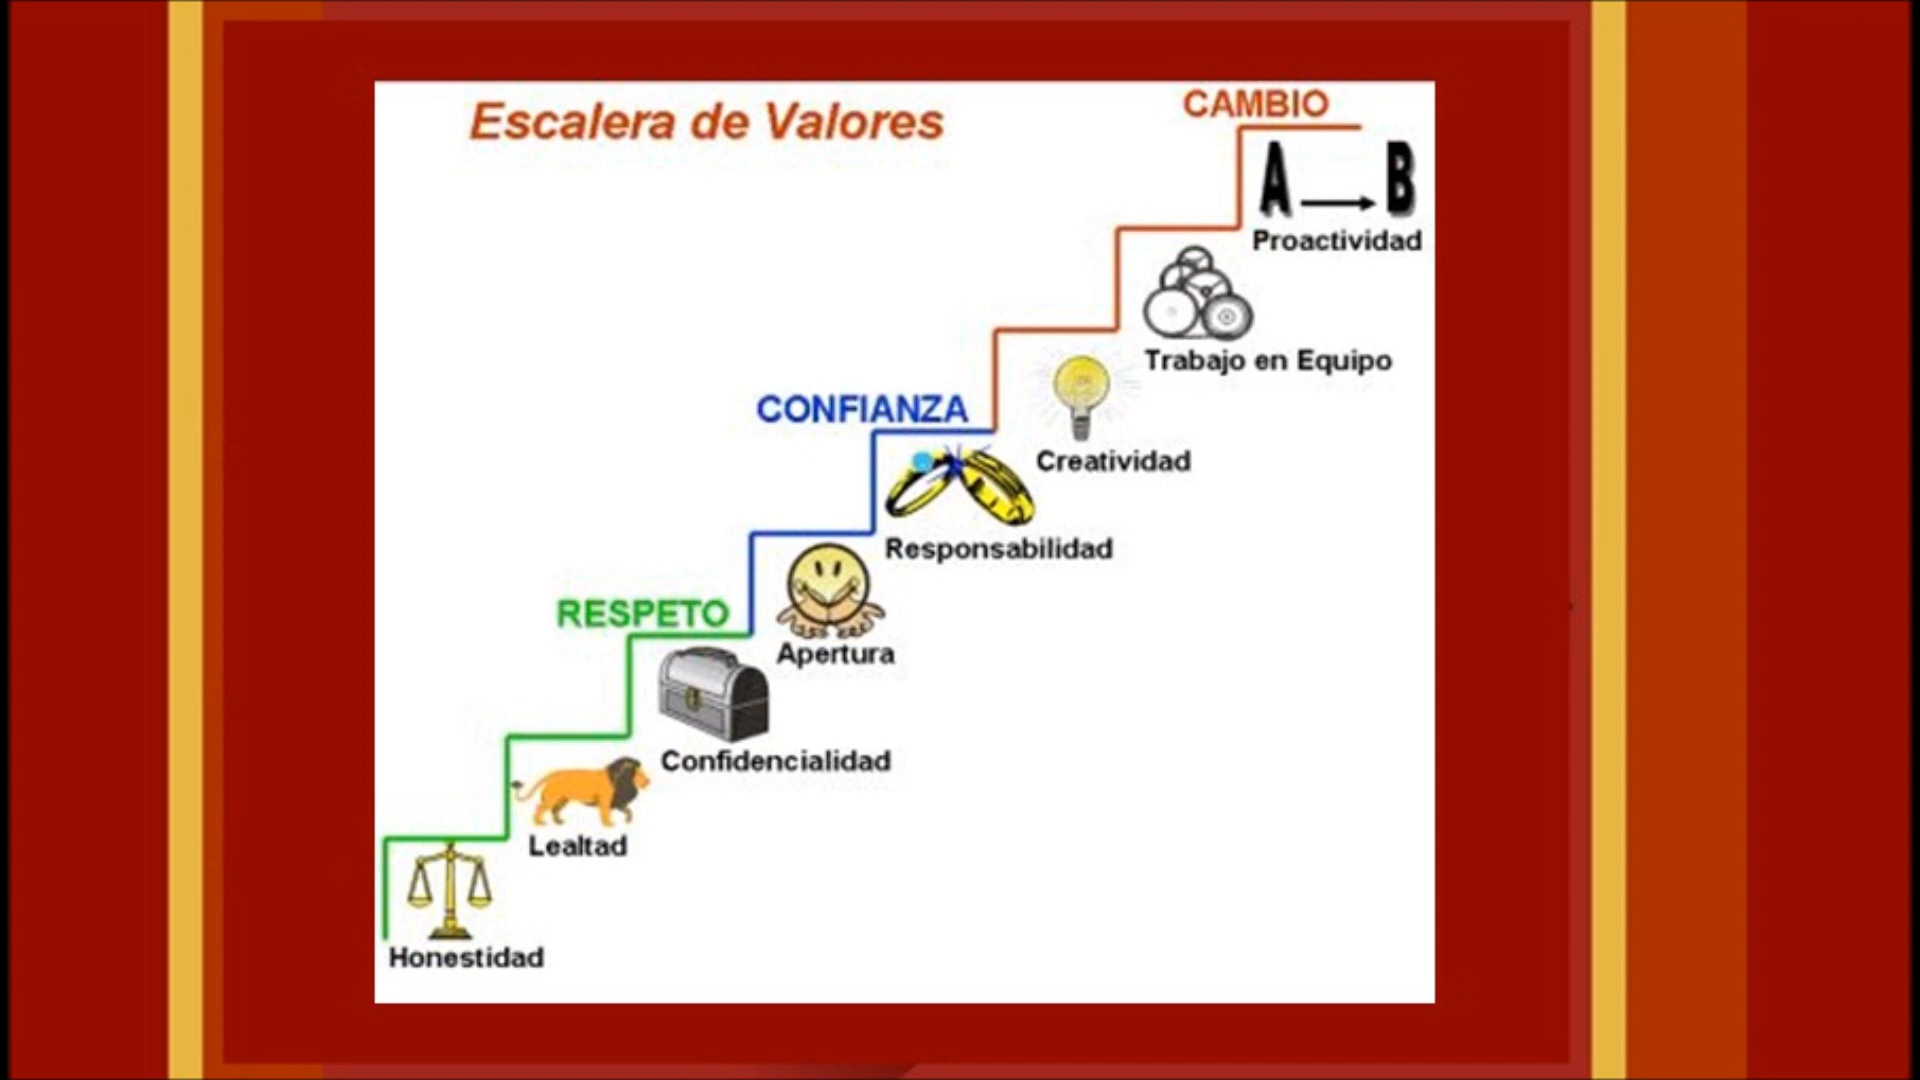 Escalera de Valores
CAMBIO
A B
Proactividad
Trabajo en Equipo
CONFIANZA
Creatividad
Responsabilidad
RESPETO
Apertura
Confidencialidad
Lealtad
Honestidad